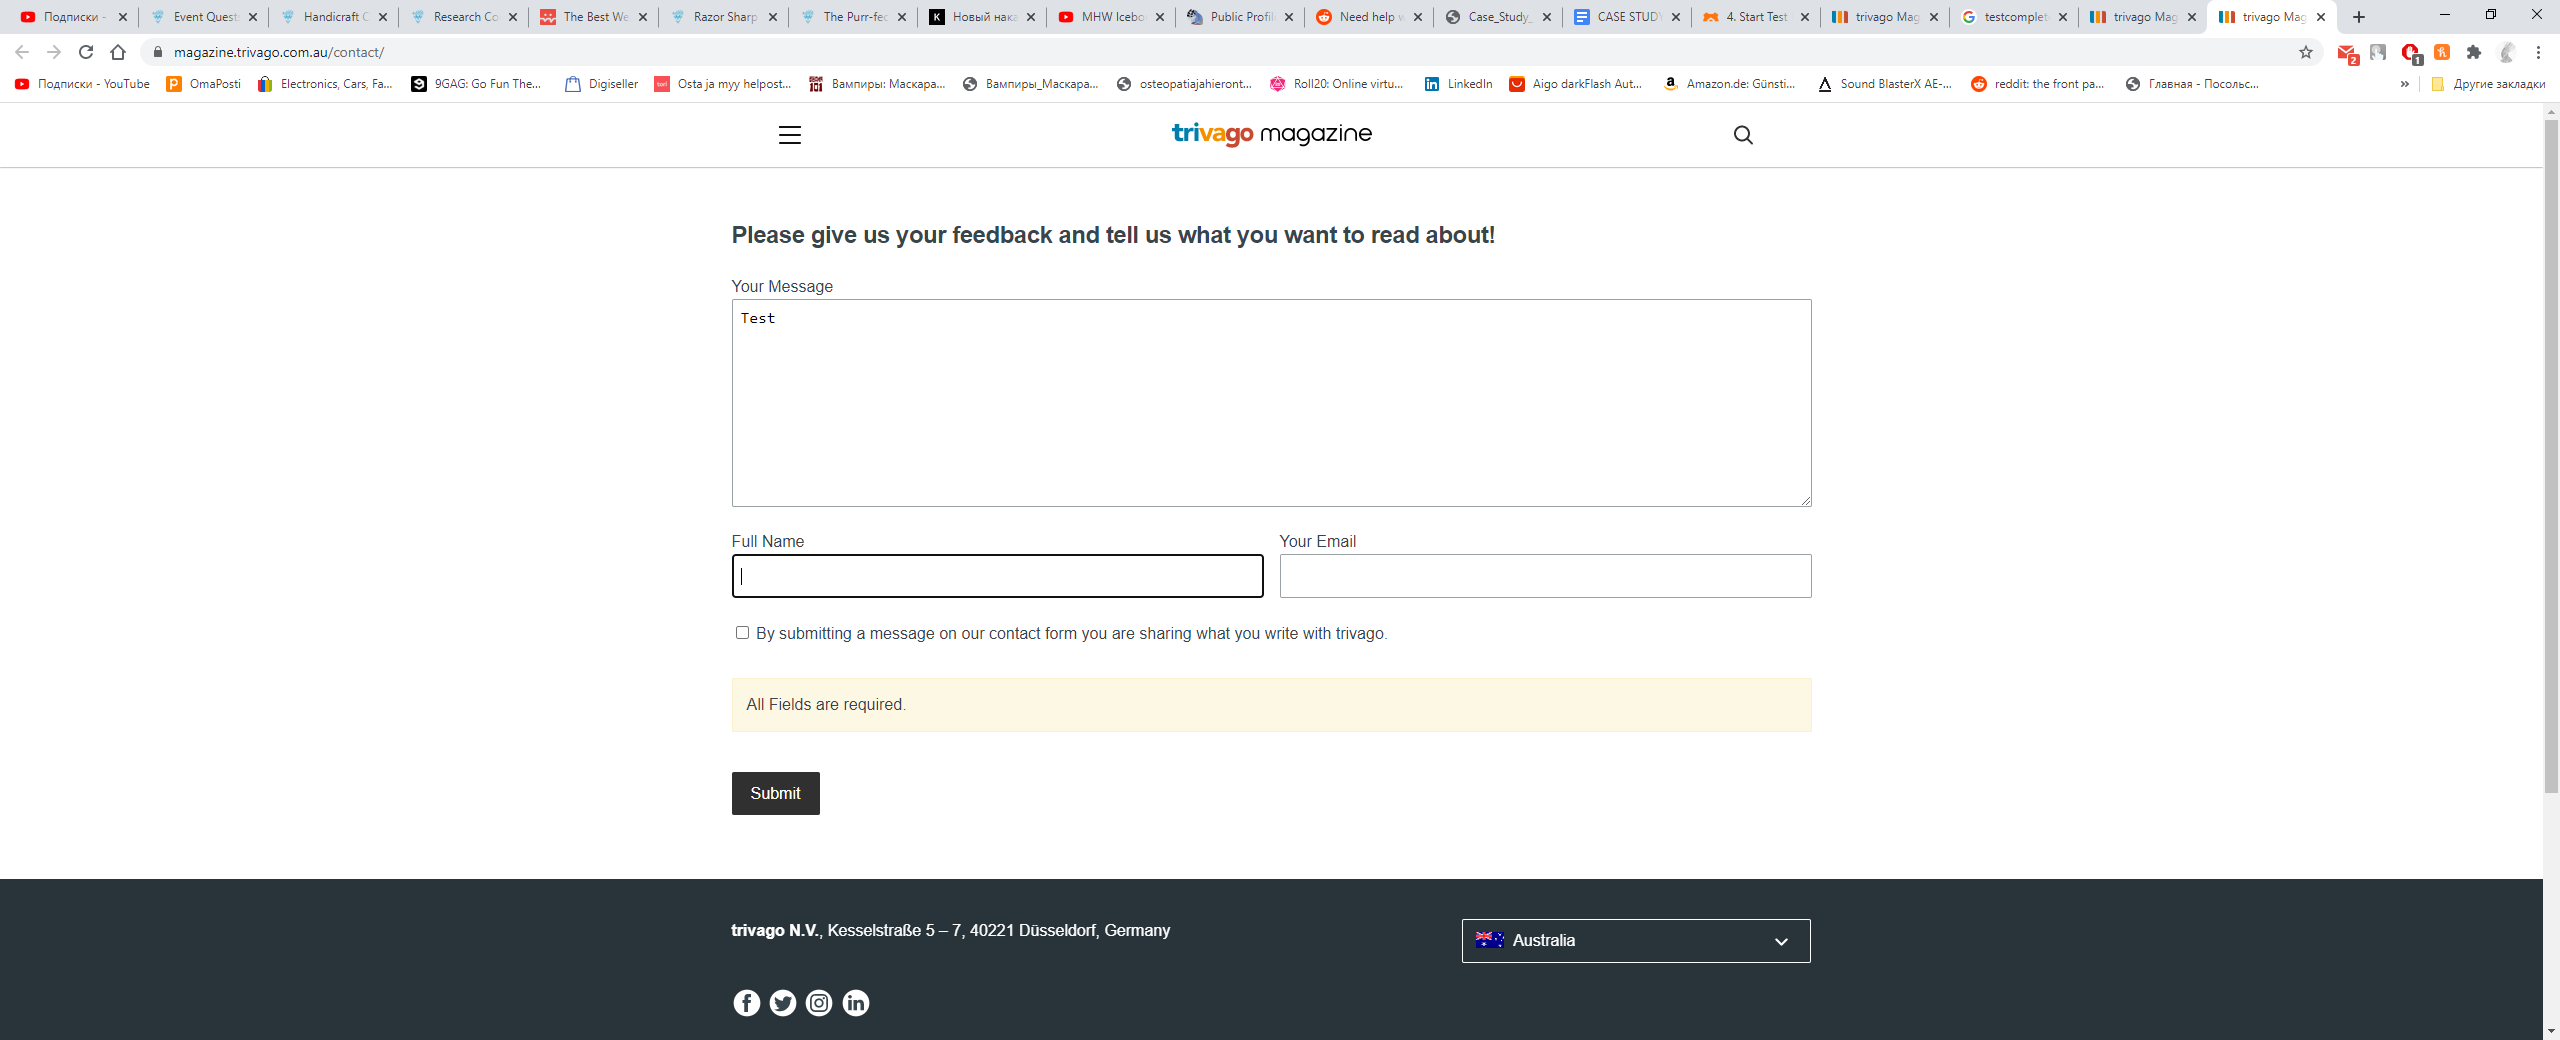 Подписки -
Event Quest
Handicraft C
Research Co
The Best We
Razor Sharp
The Purr-fec
K
Новый нака
MHW Icebo
Public Profil
Need help w
Case_Study_
CASE STUDY
4. Start Test
trivago Mag
testcomplet
trivago Mag
trivago Mag
magazine.trivago.com.au/contact/
2
1
Подписки - YouTube
OmaPosti
Electronics, Cars, Fa...
9GAG: Go Fun The...
Digiseller
tori
Osta ja myy helpost...
101
Вампиры: Маскара...
Вампиры_Маскара...
osteopatiajahieront...
Roll20: Online virtu...
LinkedIn
Aigo darkFlash Aut...
Amazon.de: Günsti...
Sound BlasterX AE-...
reddit: the front pa...
Главная - Посольс...
»
Другие закладки
trivago magazine
Please give us your feedback and tell us what you want to read about!
Your Message
Test
Full Name
Your Email
By submitting a message on our contact form you are sharing what you write with trivago.
All Fields are required.
Submit
trivago N.V., Kesselstraße 5 – 7, 40221 Düsseldorf, Germany
Australia